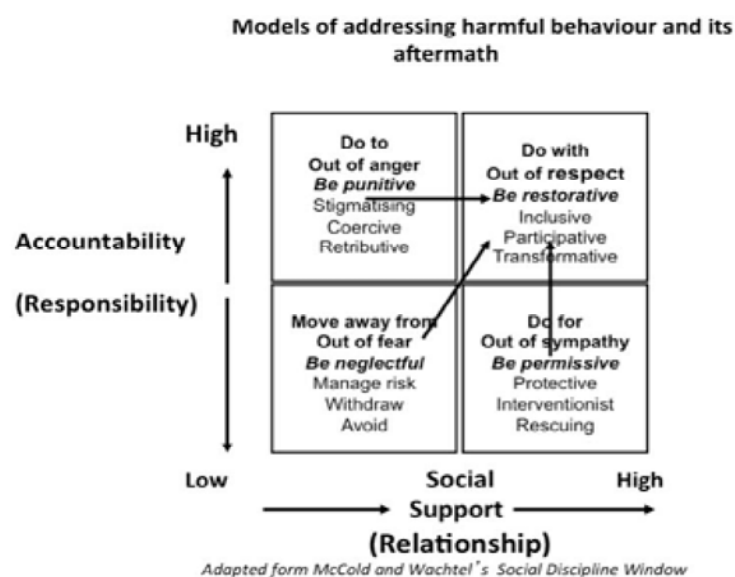 Models of addressing harmful behaviour and its
aftermath
High
Do to
Out of anger
Be punitive
Stigmatising
Coercive
Retributive
Do with
Out of respect
Be restorative
Inclusive
Participative
Transformative
Accountability
(Responsibility)
Move away from
Out of fear
Be neglectful
Manage risk
Withdraw
Avoid
Do for
Out of sympathy
Be permissive
Protective
Interventionist
Rescuing
Low
Social
High
Support
(Relationship)
Adapted form McCold and Wachtel's Social Discipline Window